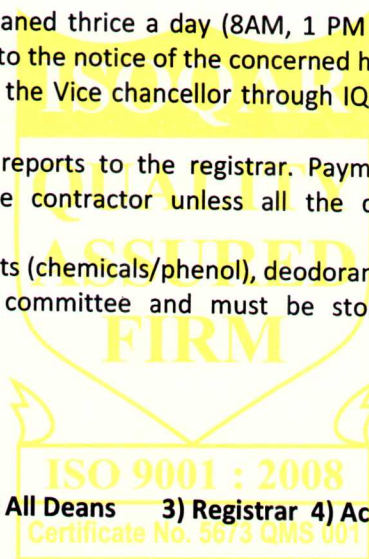 aned thrice a day (8AM, 1 PM
to the notice of the concerned h
the Vice chancellor through IQ
ISOQAR
reports to the registrar. Paym
QUALITY
e contractor unless all the c
ASSURED
ts (chemicals/phenol), deodoran
committee and must be sto
FIRM
ISO 9001 : 2008
All Deans 3) Registrar 4) Ac
Certificate No. 5673 QMS 001